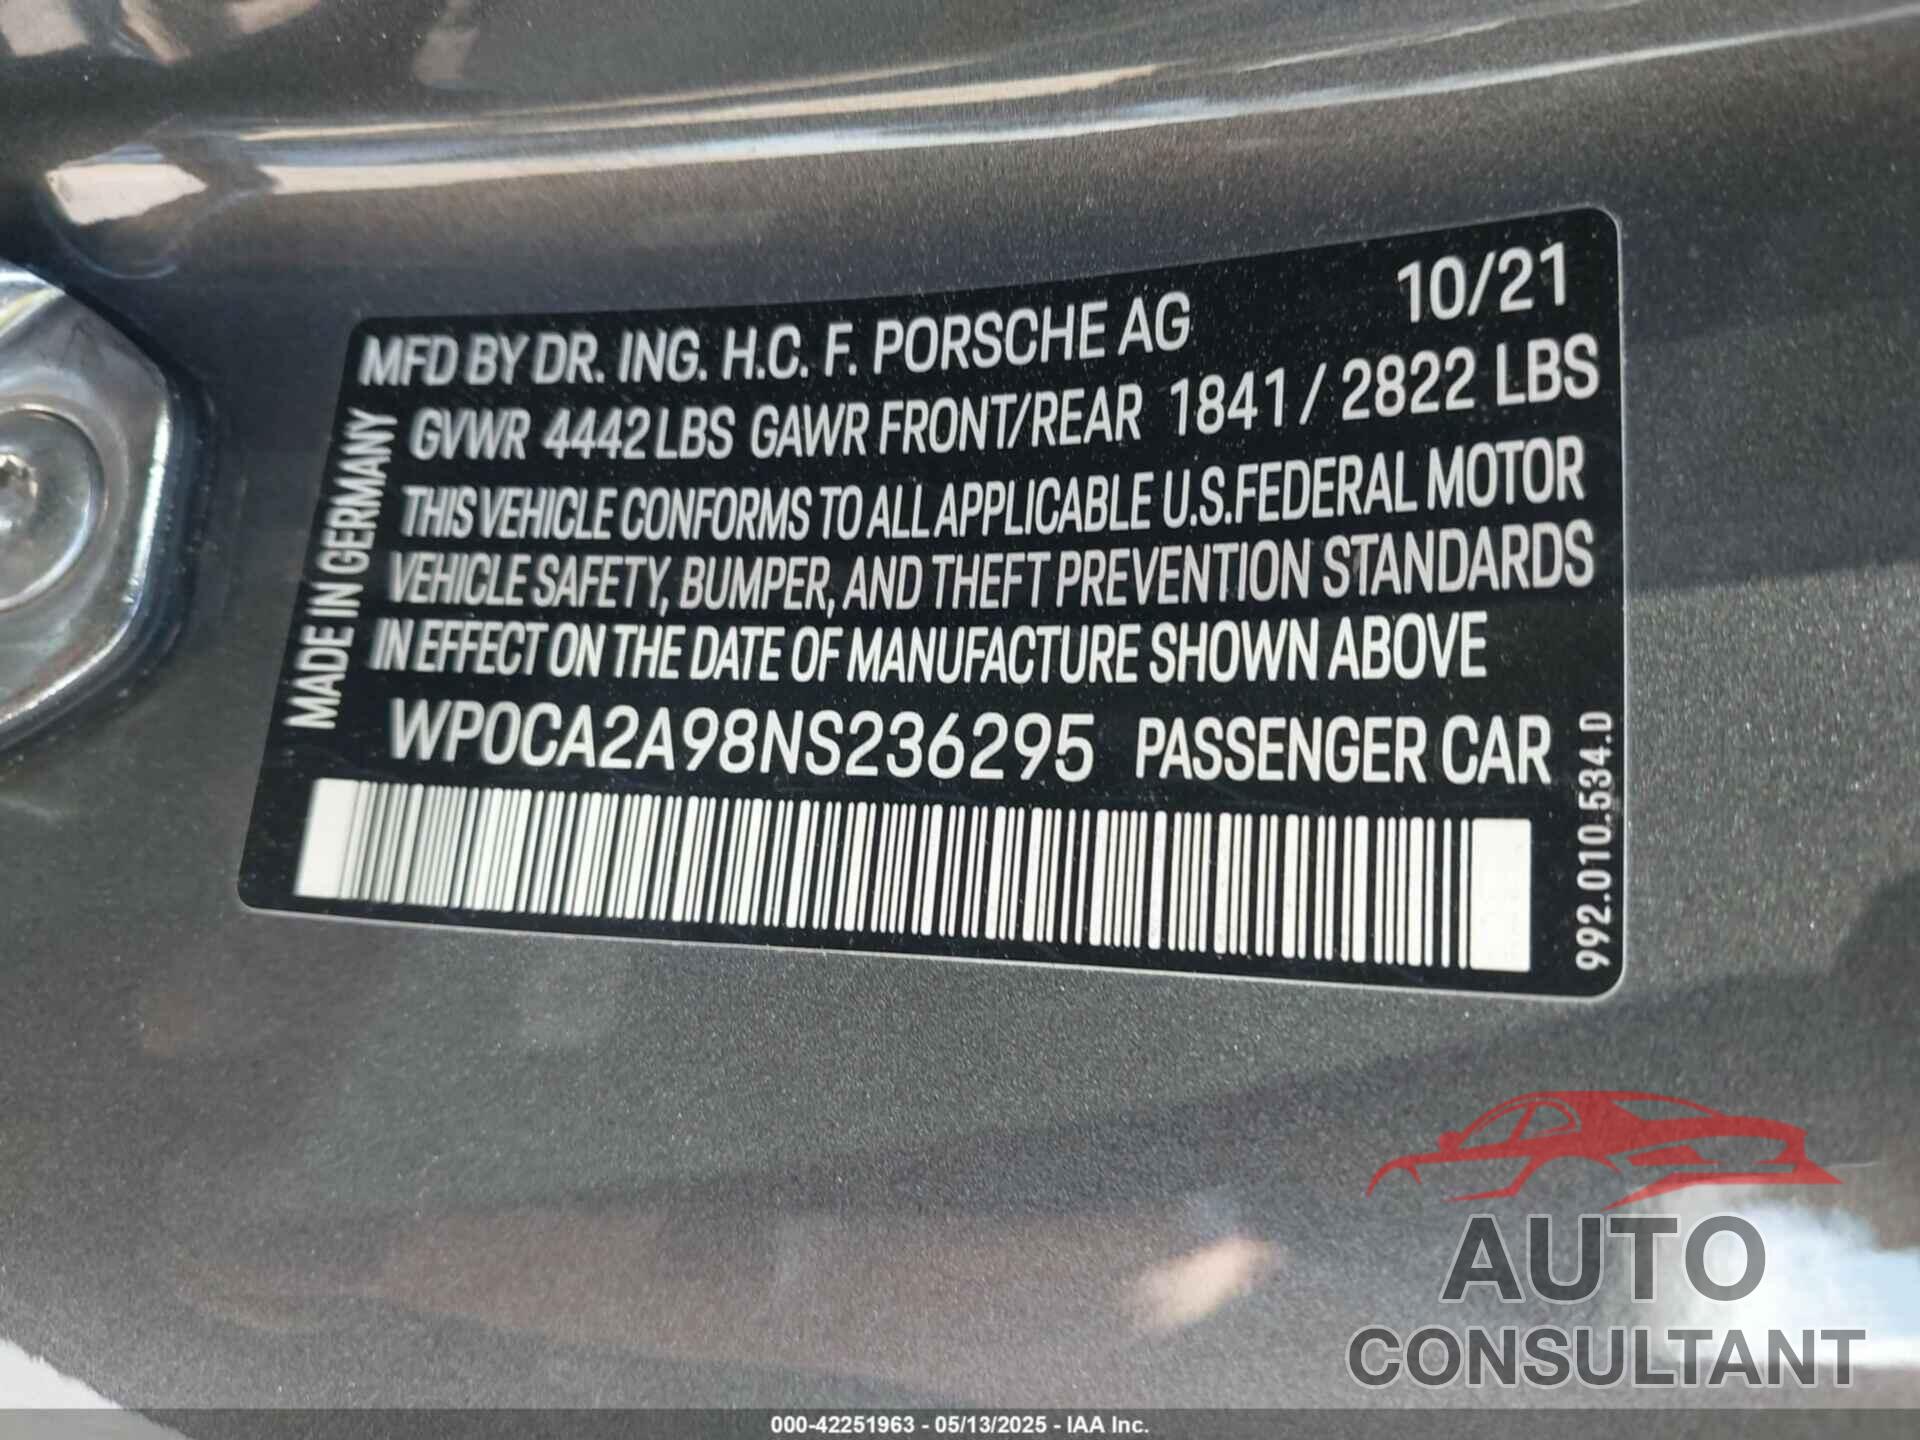 MFD BY DR. ING. H.C. F. PORSCHE AG 10/21
GVWR 4442 LBS GAWR FRONT/REAR 1841 / 2822 LBS
THIS VEHICLE CONFORMS TO ALL APPLICABLE U.S. FEDERAL MOTOR
VEHICLE SAFETY, BUMPER, AND THEFT PREVENTION STANDARDS
IN EFFECT ON THE DATE OF MANUFACTURE SHOWN ABOVE
WP0CA2A98NS236295 PASSENGER CAR
MADE IN GERMANY
992.010.534.D
AUTO
CONSULTANT
000-42251963 - 05/13/2025 - IAA Inc.